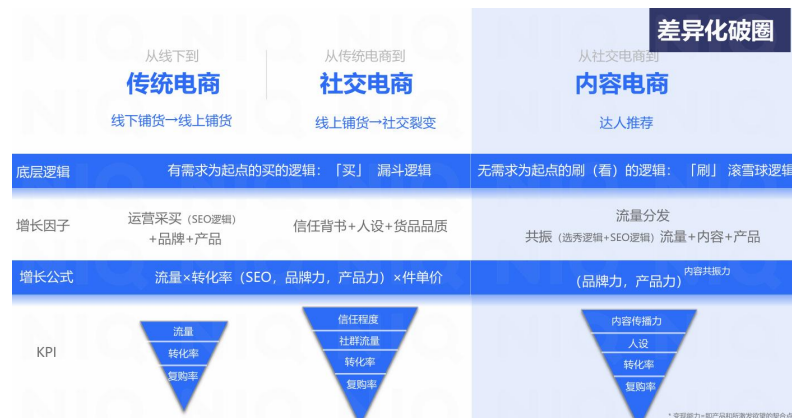 差异化破圈
从线下到
传统电商
线下铺货→线上铺货
从传统电商到
社交电商
线上铺货→社交裂变
从社交电商到
内容电商
达人推荐
底层逻辑
有需求为起点的买的逻辑：「买」 漏斗逻辑
无需求为起点的刷（看）的逻辑： 「刷」 滚雪球逻辑
增长因子
运营采买（SEO逻辑）
+品牌+产品
信任背书+人设+货品品质
流量分发
共振（选秀逻辑+SEO逻辑）流量+内容+产品
增长公式
流量×转化率（SEO，品牌力，产品力）×件单价
（品牌力，产品力）内容共振力
KPI
流量
转化率
复购率
信任程度
社群流量
转化率
复购率
内容传播力
人设
转化率
复购率